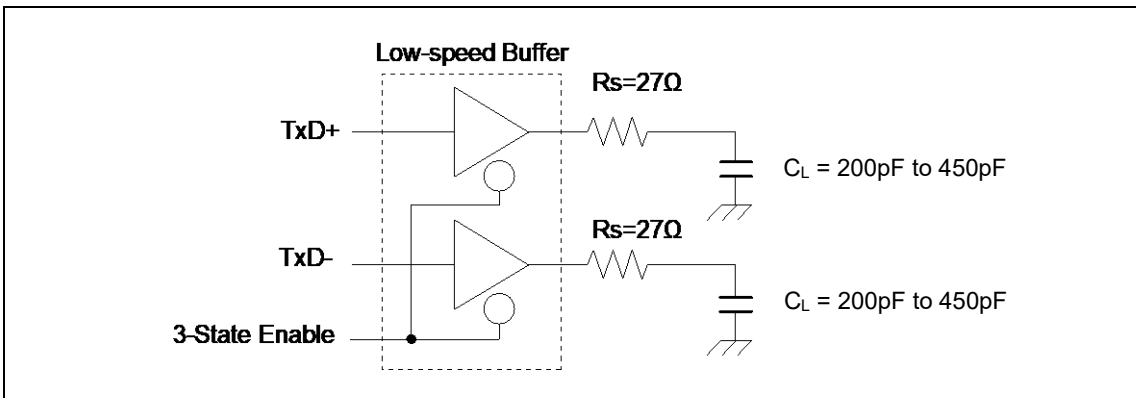 Low-speed Buffer
Rs=27Ω
TxD+
CL = 200pF to 450pF
Rs=27Ω
TxD-
CL = 200pF to 450pF
3-State Enable